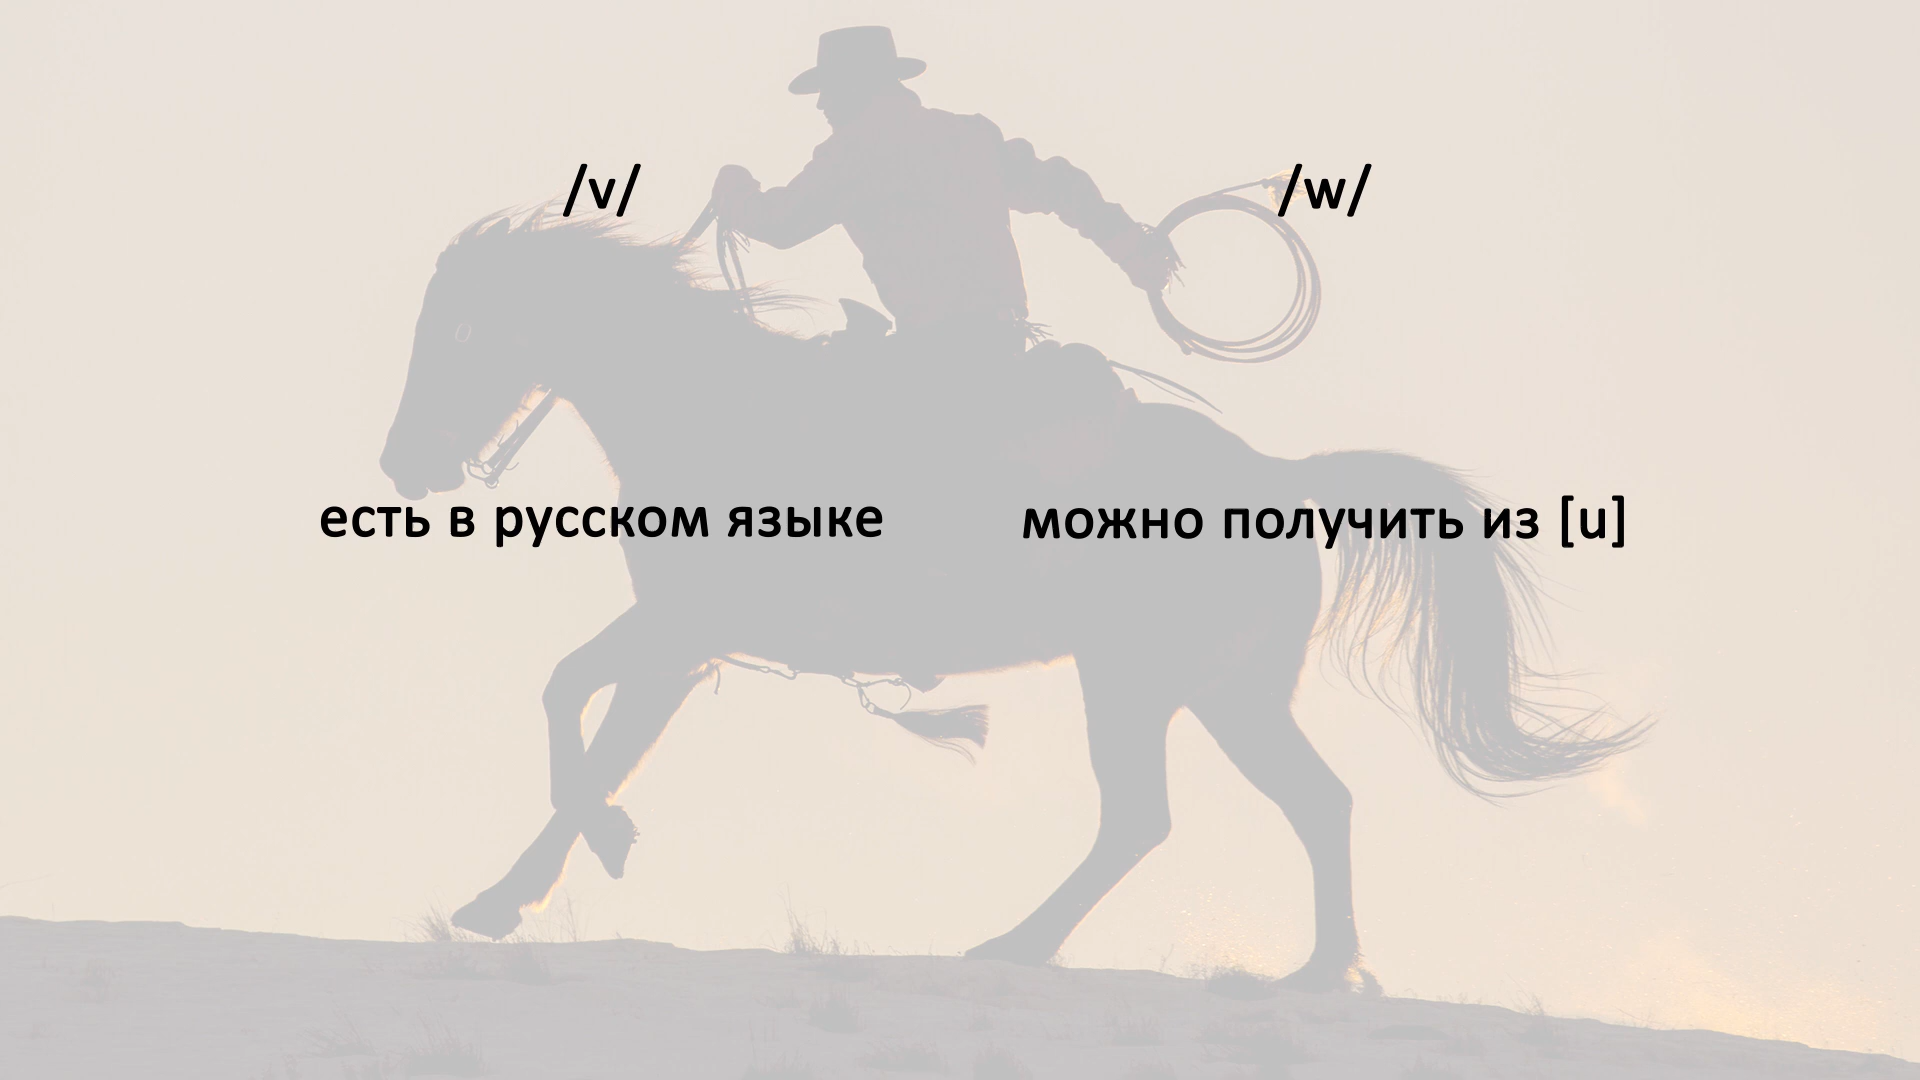 /v/
/w/
есть в русском языке
можно получить из [u]